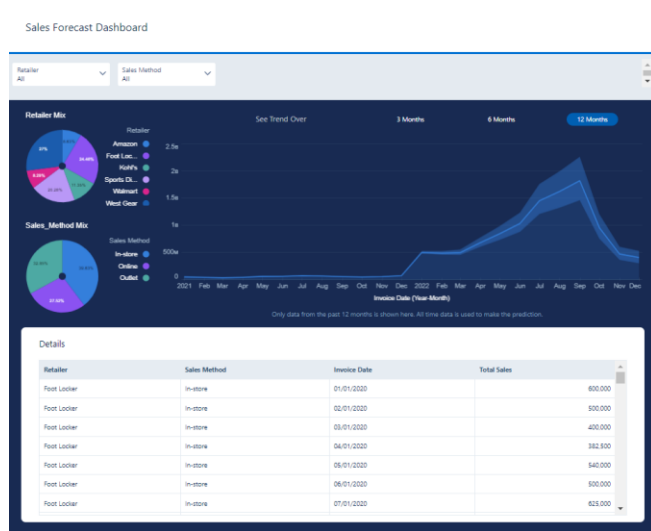 Sales Forecast Dashboard
Retailer
All
Sales Method
All
Retailer Mix
Retailer
Amazon
Foot Loc...
Kohl's
Sports Di...
Walmart
West Gear
See Trend Over
3 Months
6 Months
12 Months
Sales_Method Mix
Sales Method
In-store
Online
Outlet
2021 Feb Mar Apr May Jun Jul Aug Sep Oct Nov Dec 2022 Feb Mar Apr May Jun Jul Aug Sep Oct Nov Dec
Invoice Date (Year-Month)
Only data from the past 12 months is shown here. All time data is used to make the prediction.
Details
Retailer Sales Method Invoice Date Total Sales
Foot Locker In-store 01/01/2020 600,000
Foot Locker In-store 02/01/2020 500,000
Foot Locker In-store 03/01/2020 400,000
Foot Locker In-store 04/01/2020 382,500
Foot Locker In-store 05/01/2020 540,000
Foot Locker In-store 06/01/2020 500,000
Foot Locker In-store 07/01/2020 625,000